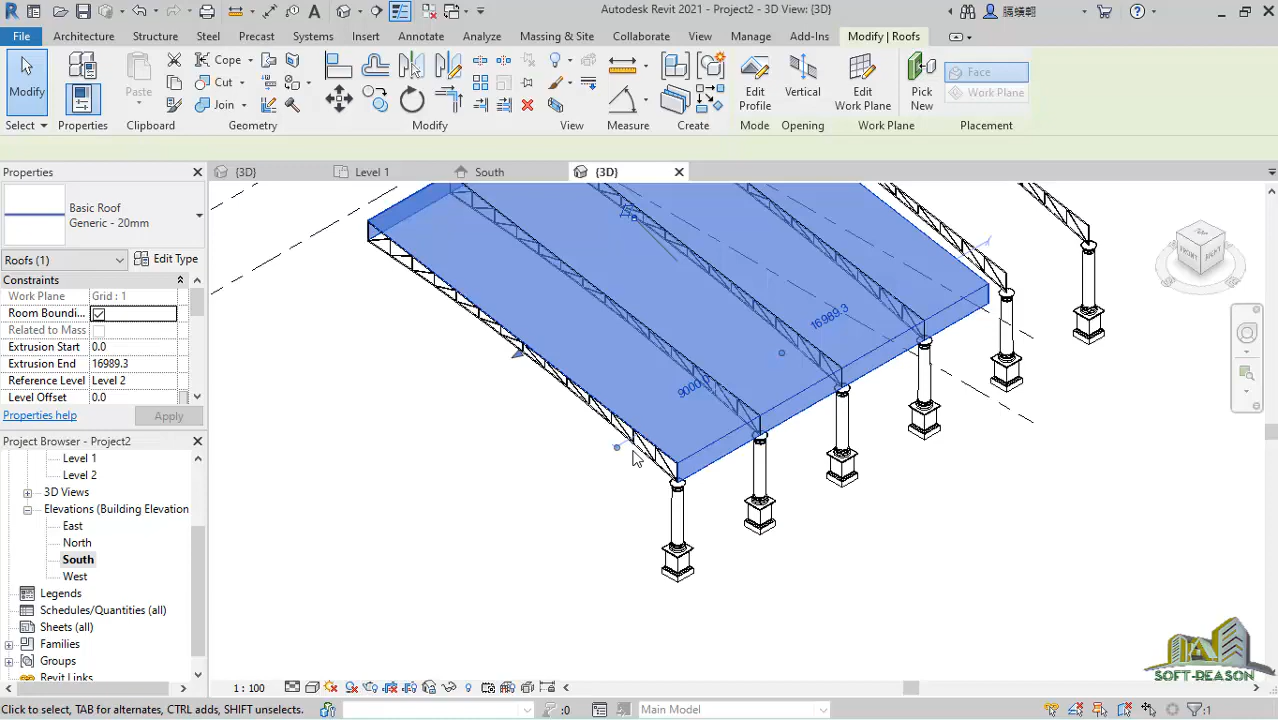 Autodesk Revit 2021 - Project2 - 3D View: {3D}
File Architecture Structure Steel Precast Systems Insert Annotate Analyze Massing & Site Collaborate View Manage Add-Ins Modify | Roofs
Modify
Paste
Cope
Cut
Join
Edit Profile
Vertical
Edit Work Plane
Pick New
Face
Work Plane
Select Properties Clipboard Geometry Modify View Measure Create Mode Opening Work Plane Placement
Properties
{3D} Level 1 South {3D}
Basic Roof
Generic - 20mm
Roofs (1) Edit Type
Constraints
Work Plane Grid : 1
Room Boundi...
Related to Mass
Extrusion Start 0.0
Extrusion End 16989.3
Reference Level Level 2
Level Offset 0.0
Properties help Apply
Project Browser - Project2
Level 1
Level 2
3D Views
Elevations (Building Elevation
East
North
South
West
Legends
Schedules/Quantities (all)
Sheets (all)
Families
Groups
Revit Links
16989.3
FRONT
SOFT-REASON
1 : 100
Click to select, TAB for alternates, CTRL adds, SHIFT unselects. :0 Main Model :1